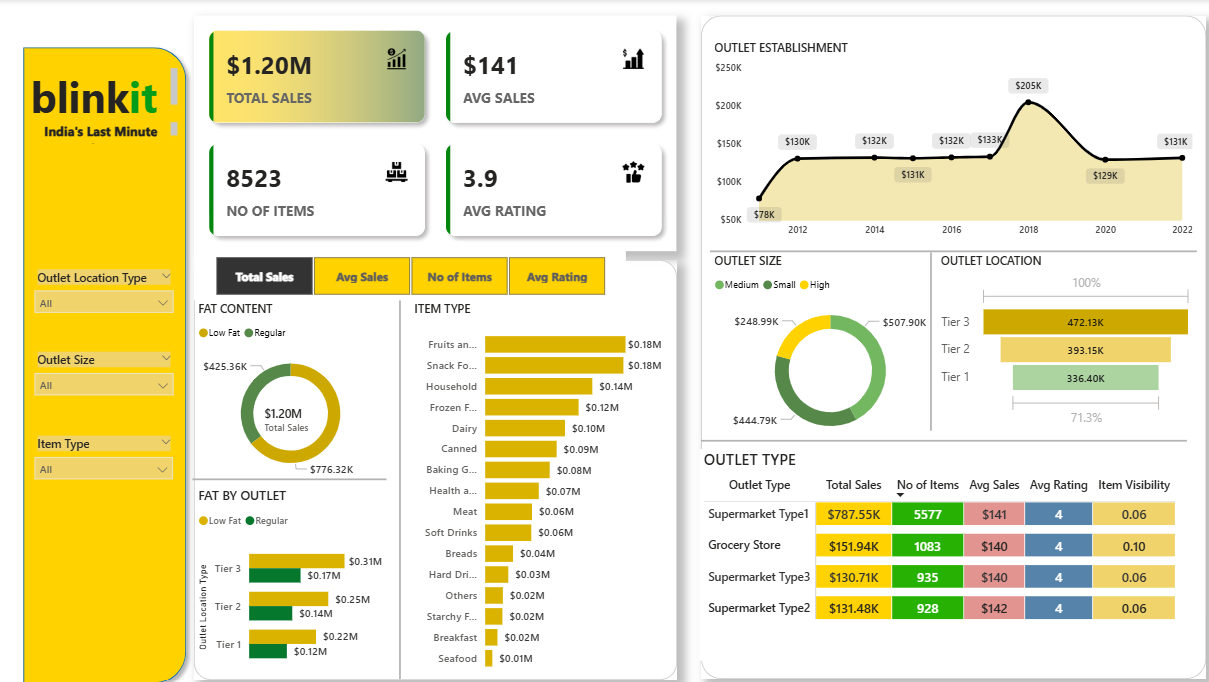 blinkit
India's Last Minute
Outlet Location Type
All
Outlet Size
All
Item Type
All
$1.20M
TOTAL SALES
$141
AVG SALES
8523
NO OF ITEMS
3.9
AVG RATING
Total Sales
Avg Sales
No of Items
Avg Rating
FAT CONTENT
Low Fat Regular
$425.36K
$1.20M
Total Sales
$776.32K
FAT BY OUTLET
Low Fat Regular
Outlet Location Type
Tier 3 $0.31M
$0.17M
Tier 2 $0.25M
$0.14M
Tier 1 $0.22M
$0.12M
ITEM TYPE
Fruits an... $0.18M
Snack Fo... $0.18M
Household $0.14M
Frozen F... $0.12M
Dairy $0.10M
Canned $0.09M
Baking G... $0.08M
Health a... $0.07M
Meat $0.06M
Soft Drinks $0.06M
Breads $0.04M
Hard Dri... $0.03M
Others $0.02M
Starchy F... $0.02M
Breakfast $0.02M
Seafood $0.01M
OUTLET ESTABLISHMENT
$250K
$200K
$150K
$100K
$50K
$78K
$130K
$132K
$131K
$132K
$133K
$205K
$129K
$131K
2012 2014 2016 2018 2020 2022
OUTLET SIZE
Medium Small High
$248.99K
$507.90K
$444.79K
OUTLET LOCATION
100%
Tier 3 472.13K
Tier 2 393.15K
Tier 1 336.40K
71.3%
OUTLET TYPE
Outlet Type Total Sales No of Items Avg Sales Avg Rating Item Visibility
Supermarket Type1 $787.55K 5577 $141 4 0.06
Grocery Store $151.94K 1083 $140 4 0.10
Supermarket Type3 $130.71K 935 $140 4 0.06
Supermarket Type2 $131.48K 928 $142 4 0.06